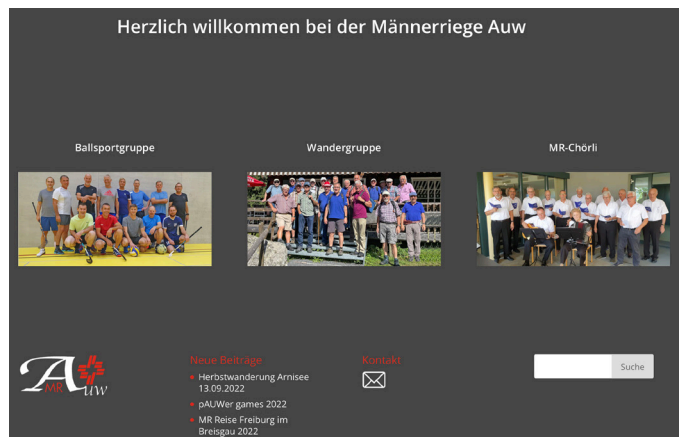 Herzlich willkommen bei der Männerriege Auw
Ballsportgruppe
Wandergruppe
MR-Chörli
A MR uw
Neue Beiträge
Herbstwanderung Arnisee
13.09.2022
pAUWer games 2022
MR Reise Freiburg im
Breisgau 2022
Kontakt
Suche